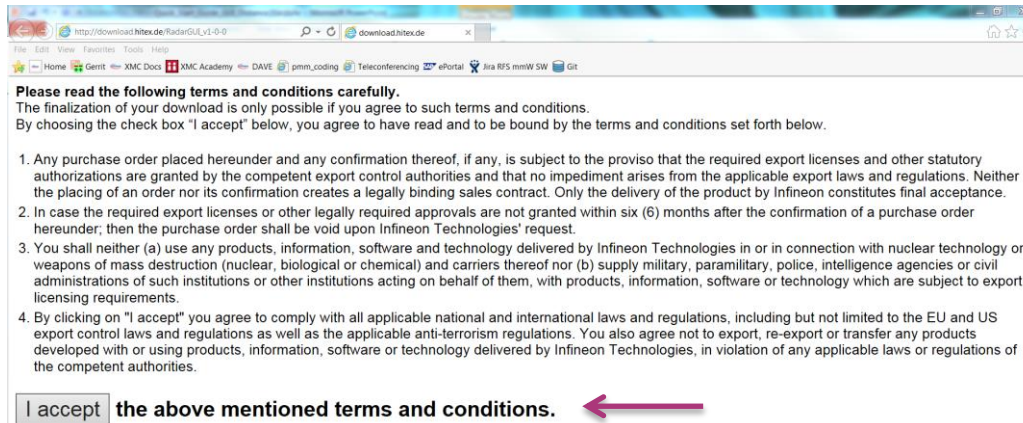 http://download.hitex.de/RadarGUI_v1-0-0
download.hitex.de
File Edit View Favorites Tools Help
Home Gerrit XMC Docs XMC Academy DAVE pmm_coding Teleconferencing ePortal Jira RFS mmW SW Git
Please read the following terms and conditions carefully.
The finalization of your download is only possible if you agree to such terms and conditions.
By choosing the check box “I accept” below, you agree to have read and to be bound by the terms and conditions set forth below.
1. Any purchase order placed hereunder and any confirmation thereof, if any, is subject to the proviso that the required export licenses and other statutory
authorizations are granted by the competent export control authorities and that no impediment arises from the applicable export laws and regulations. Neither
the placing of an order nor its confirmation creates a legally binding sales contract. Only the delivery of the product by Infineon constitutes final acceptance.
2. In case the required export licenses or other legally required approvals are not granted within six (6) months after the confirmation of a purchase order
hereunder; then the purchase order shall be void upon Infineon Technologies' request.
3. You shall neither (a) use any products, information, software and technology delivered by Infineon Technologies in or in connection with nuclear technology or
weapons of mass destruction (nuclear, biological or chemical) and carriers thereof nor (b) supply military, paramilitary, police, intelligence agencies or civil
administrations of such institutions or other institutions acting on behalf of them, with products, information, software or technology which are subject to export
licensing requirements.
4. By clicking on "I accept" you agree to comply with all applicable national and international laws and regulations, including but not limited to the EU and US
export control laws and regulations as well as the applicable anti-terrorism regulations. You also agree not to export, re-export or transfer any products
developed with or using products, information, software or technology delivered by Infineon Technologies, in violation of any applicable laws or regulations of
the competent authorities.
I accept the above mentioned terms and conditions.